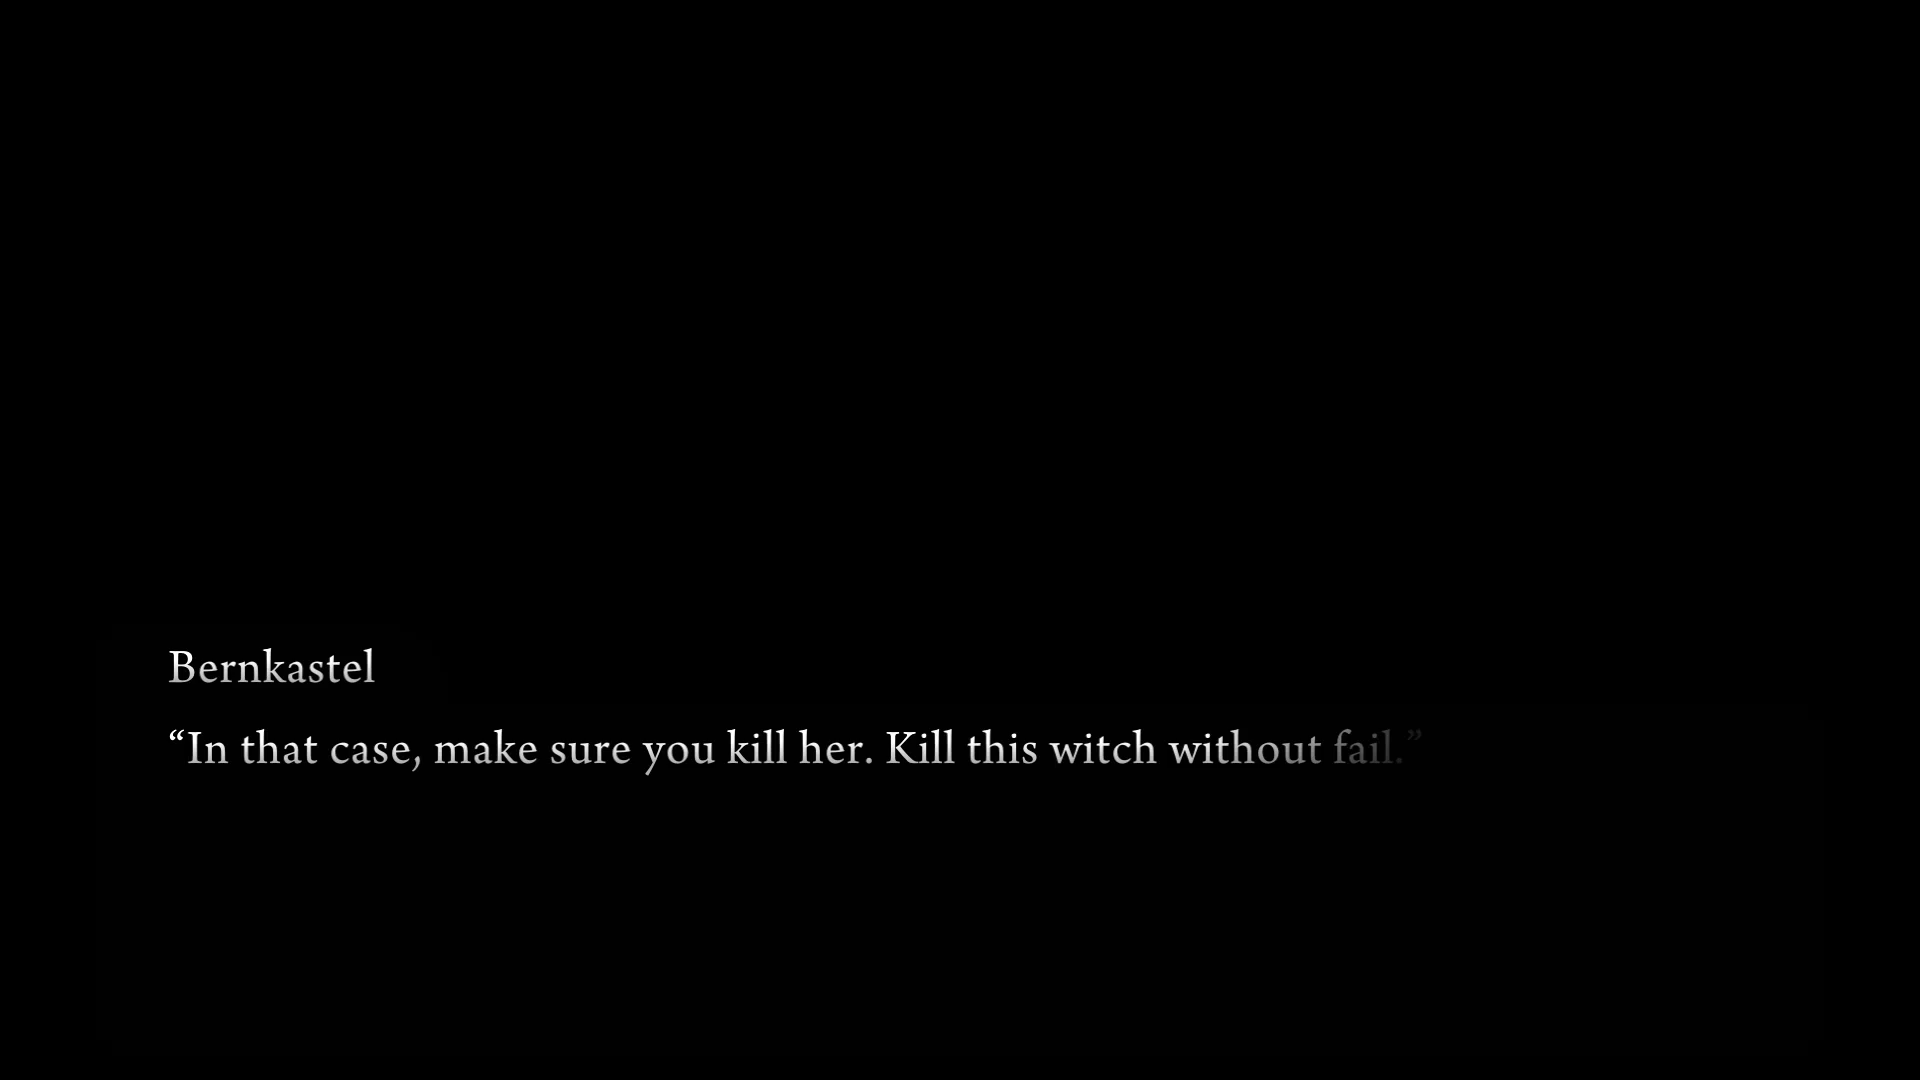 Bernkastel
“In that case, make sure you kill her. Kill this witch without fail.”